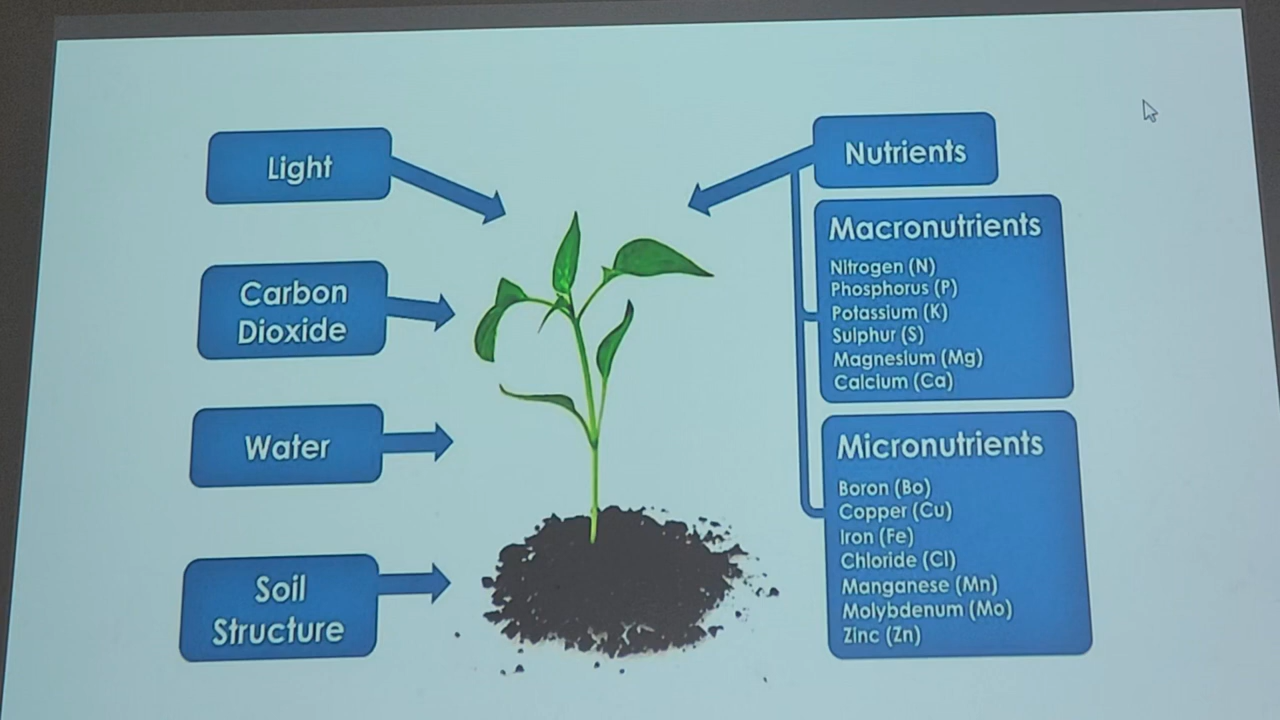 Light
Carbon
Dioxide
Water
Soil
Structure
Nutrients
Macronutrients
Nitrogen (N)
Phosphorus (P)
Potassium (K)
Sulphur (S)
Magnesium (Mg)
Calcium (Ca)
Micronutrients
Boron (Bo)
Copper (Cu)
Iron (Fe)
Chloride (Cl)
Manganese (Mn)
Molybdenum (Mo)
Zinc (Zn)